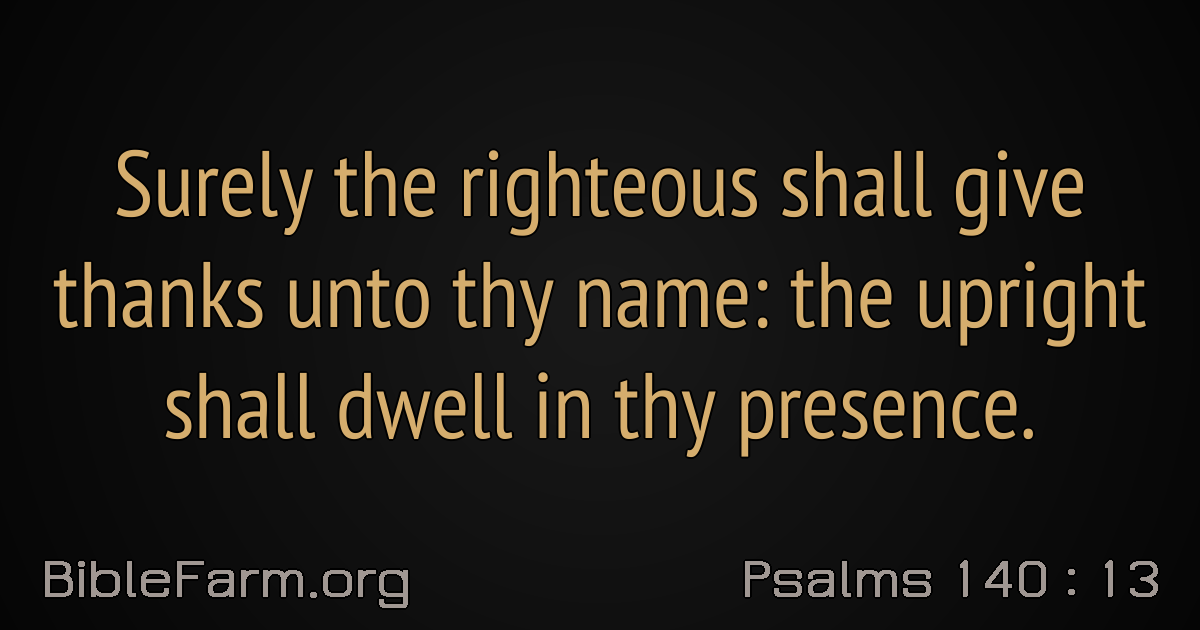 Surely the righteous shall give
thanks unto thy name: the upright
shall dwell in thy presence.
BibleFarm.org
Psalms 140 : 13